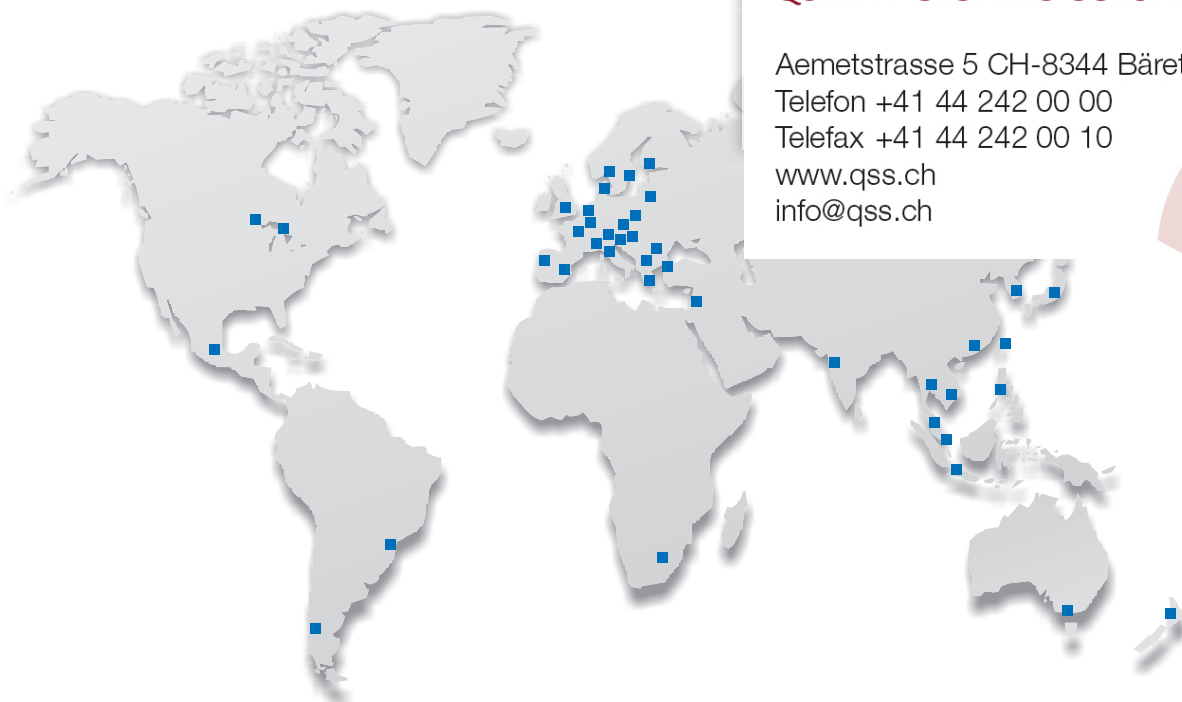 Aemetstrasse 5 CH-8344 Bäret
Telefon +41 44 242 00 00
Telefax +41 44 242 00 10
www.qss.ch
info@qss.ch